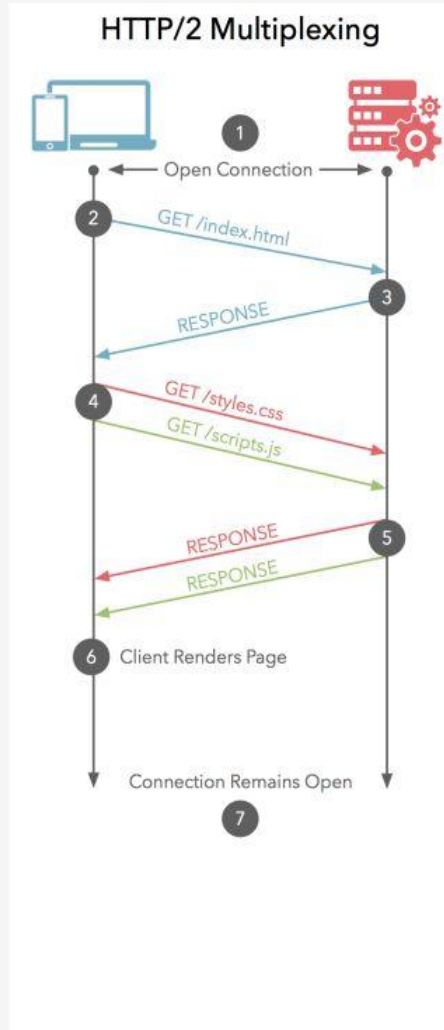 HTTP/2 Multiplexing
1
Open Connection
2
GET /index.html
3
RESPONSE
4
GET /styles.css
GET /scripts.js
5
RESPONSE
RESPONSE
6 Client Renders Page
Connection Remains Open
7